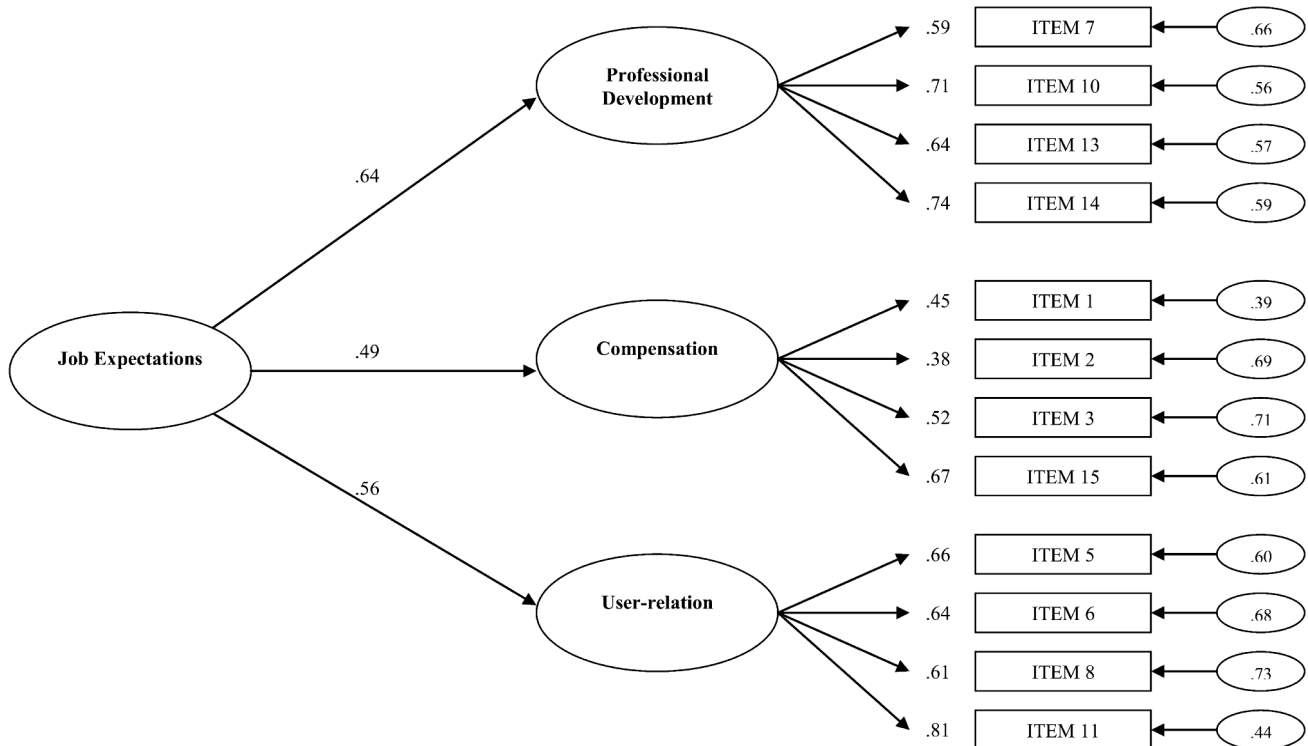 .59 ITEM 7 .66
Professional
Development
.71 ITEM 10 .56
.64 ITEM 13 .57
.64
.74 ITEM 14 .59
.45 ITEM 1 .39
Job Expectations
.49
Compensation
.38 ITEM 2 .69
.52 ITEM 3 .71
.67 ITEM 15 .61
.56
.66 ITEM 5 .60
User-relation
.64 ITEM 6 .68
.61 ITEM 8 .73
.81 ITEM 11 .44